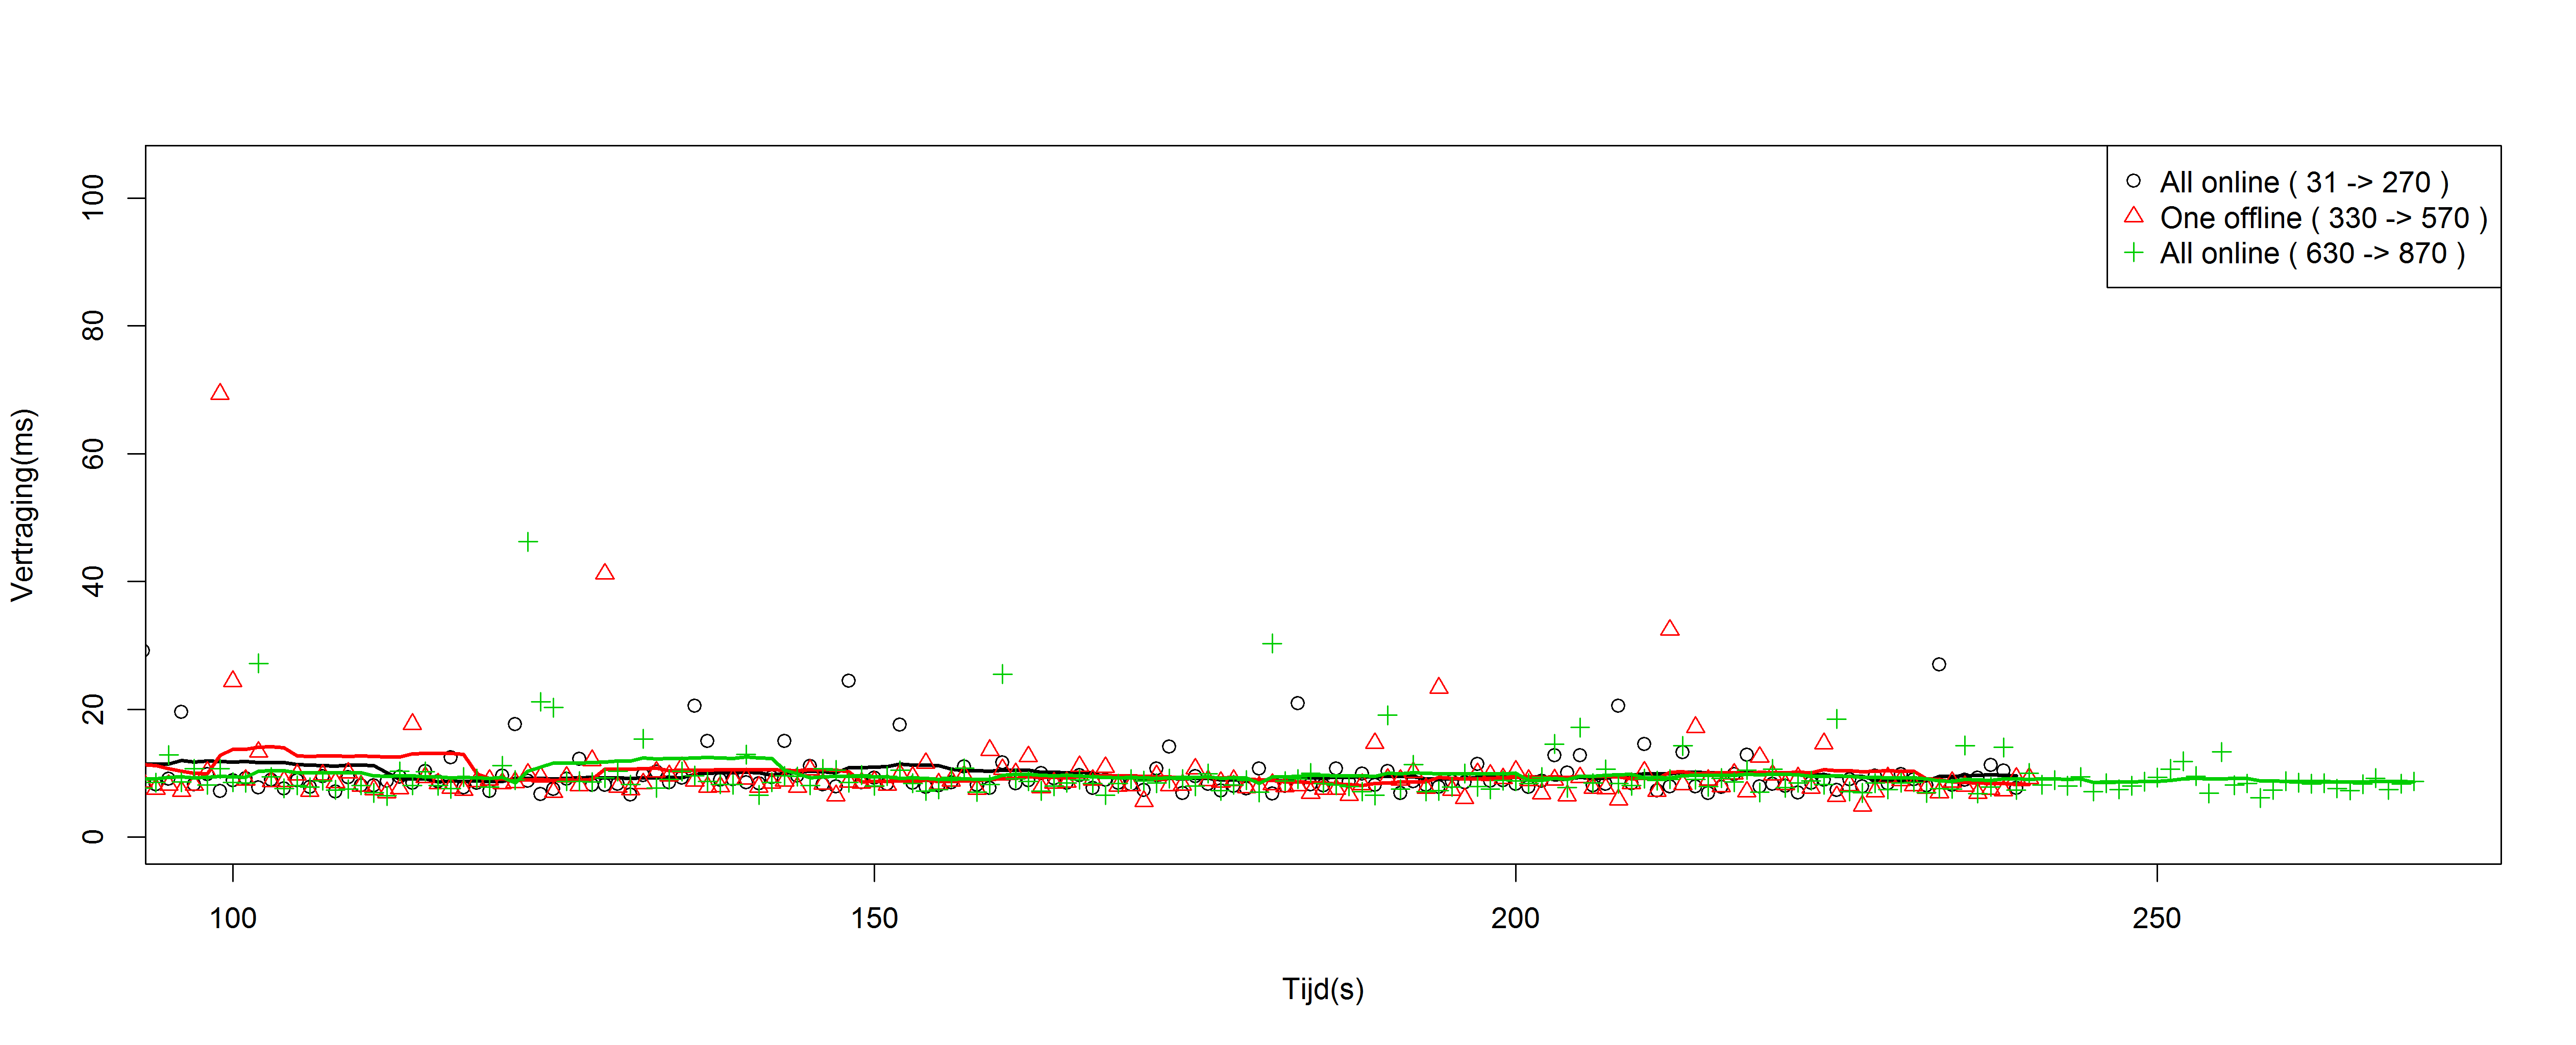 100
80
60
40
20
0
Vertraging(ms)
All online ( 31 -> 270 )
One offline ( 330 -> 570 )
All online ( 630 -> 870 )
100
150
200
250
Tijd(s)